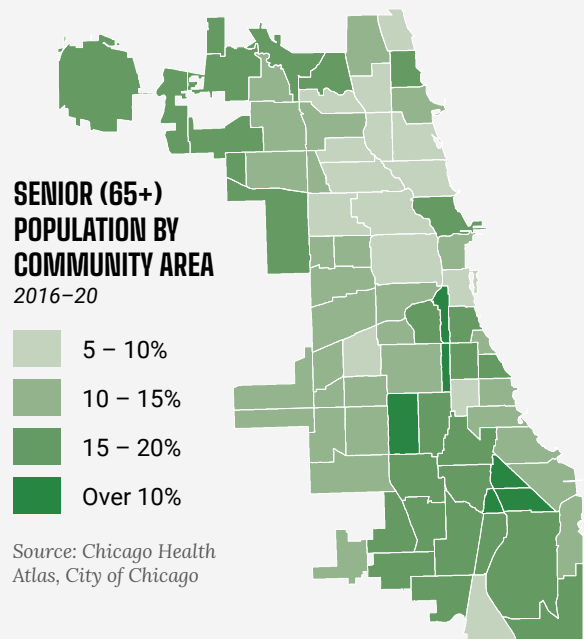 SENIOR (65+)
POPULATION BY
COMMUNITY AREA
2016–20
5 – 10%
10 – 15%
15 – 20%
Over 10%
Source: Chicago Health
Atlas, City of Chicago